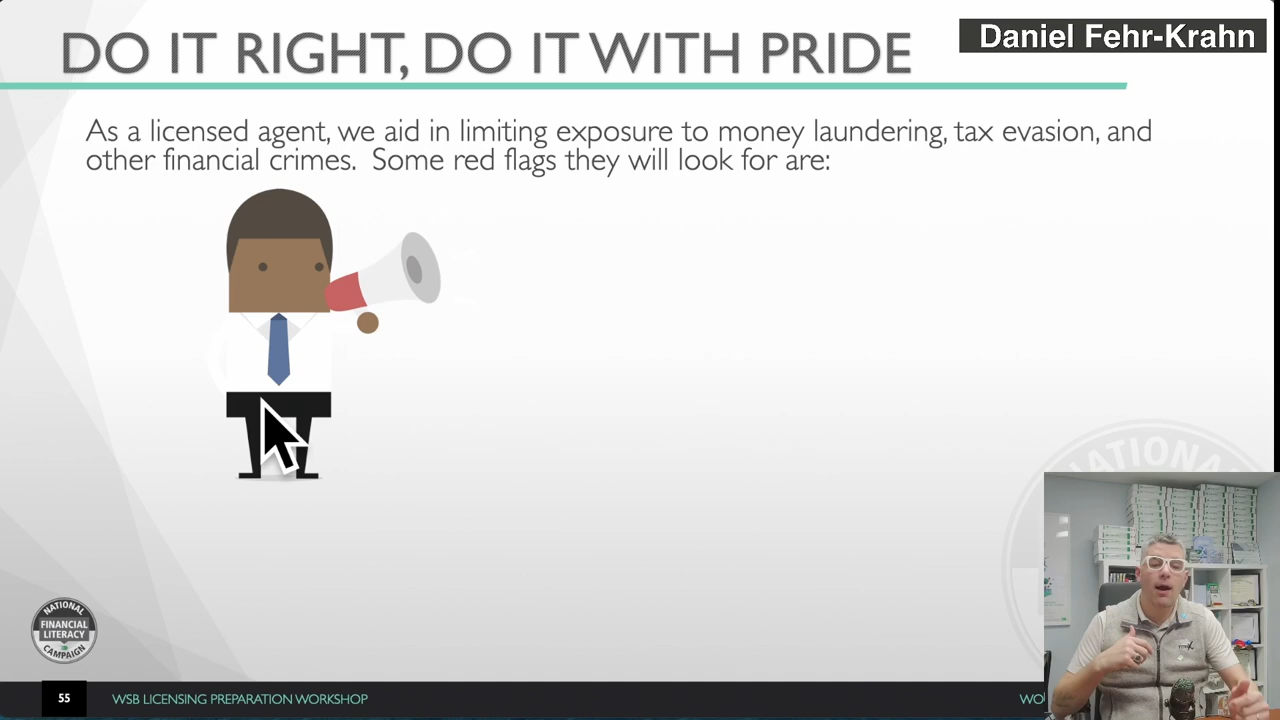 DO IT RIGHT, DO IT WITH PRIDE
Daniel Fehr-Krahn
As a licensed agent, we aid in limiting exposure to money laundering, tax evasion, and
other financial crimes. Some red flags they will look for are:
NATIONAL
NATIONAL
FINANCIAL
LITERACY
CAMPAIGN
55
WSB LICENSING PREPARATION WORKSHOP